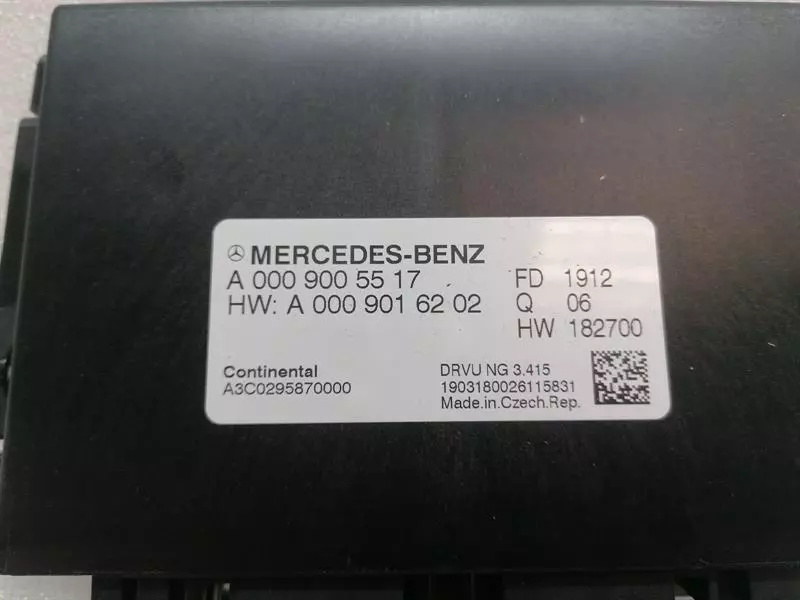 MERCEDES-BENZ
A 000 900 55 17 FD 1912
HW: A 000 901 62 02 Q 06
HW 182700
Continental DRVU NG 3.415
A3C0295870000 1903180026115831
Made.in.Czech.Rep.